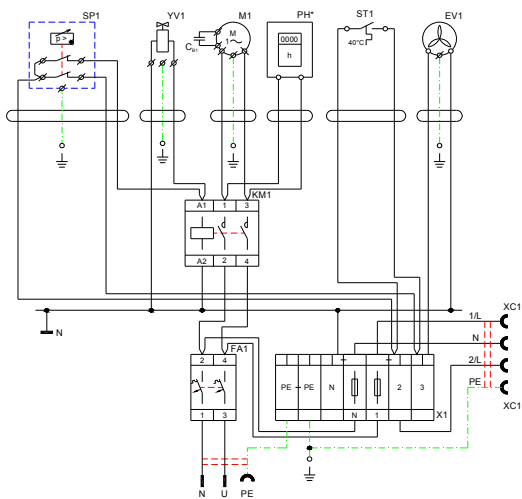 SP1 YV1 M1 PH* ST1 EV1
P >
C B1
M
1~
0000
h
40°C
KM1
A1 1 3
A2 2 4
N
XC1
1/L
N
2/L
PE
XC1
FA1
2 4
1 3
PE PE N 2 3
N 1
X1
N U PE